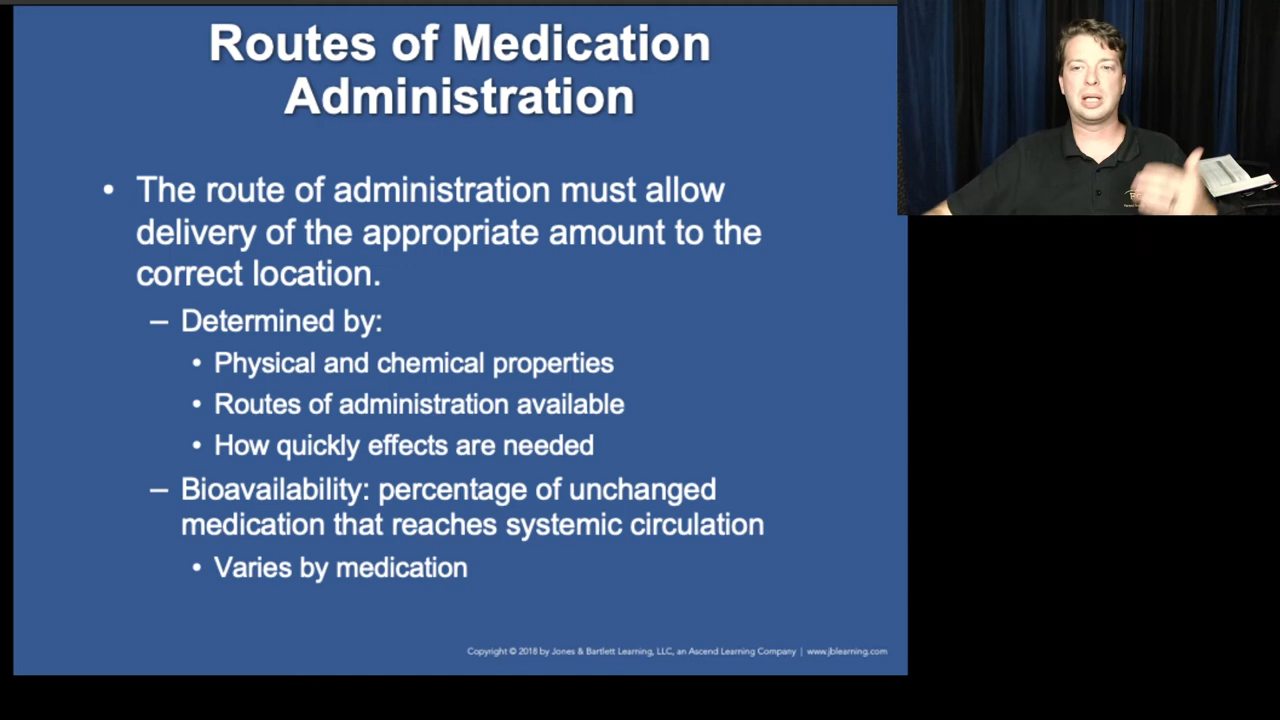 Routes of Medication
Administration
• The route of administration must allow
delivery of the appropriate amount to the
correct location.
– Determined by:
• Physical and chemical properties
• Routes of administration available
• How quickly effects are needed
– Bioavailability: percentage of unchanged
medication that reaches systemic circulation
• Varies by medication
Copyright © 2018 by Jones & Bartlett Learning, LLC, an Ascend Learning Company | www.jblearning.com